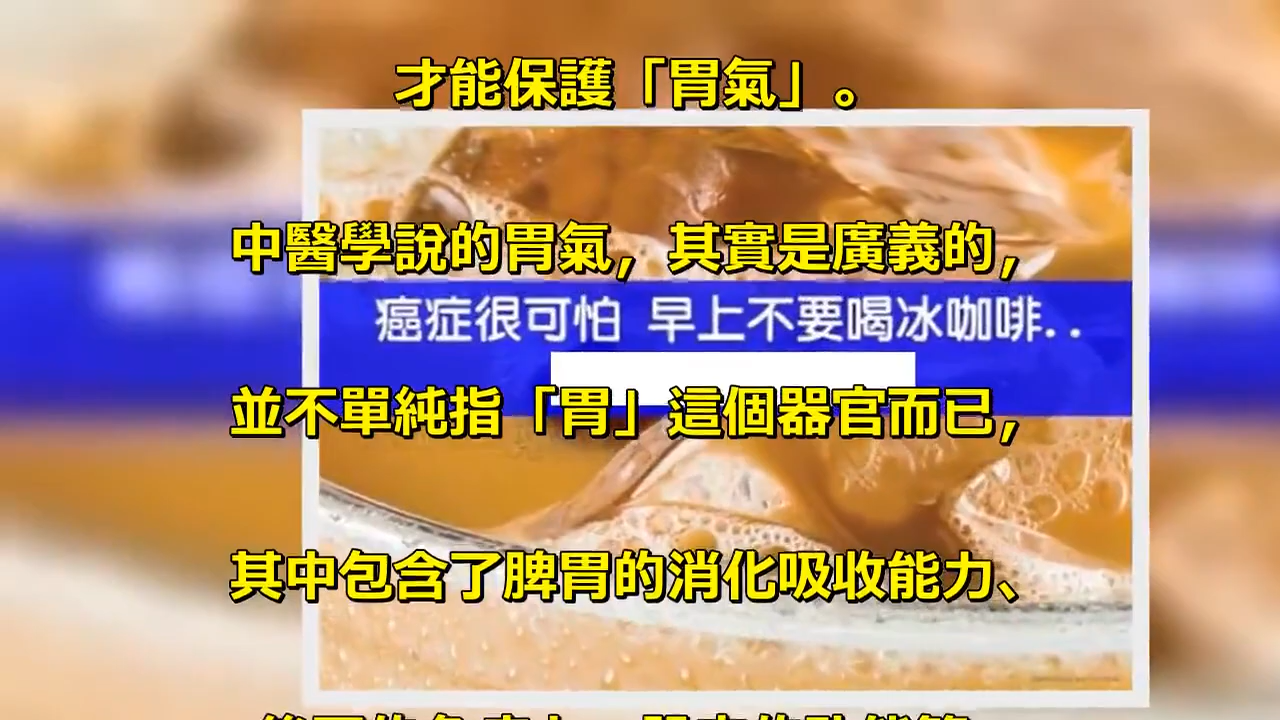 才能保護「胃氣」。
中醫學說的胃氣，其實是廣義的，
癌症很可怕 早上不要喝冰咖啡..
並不單純指「胃」這個器官而已，
其中包含了脾胃的消化吸收能力、